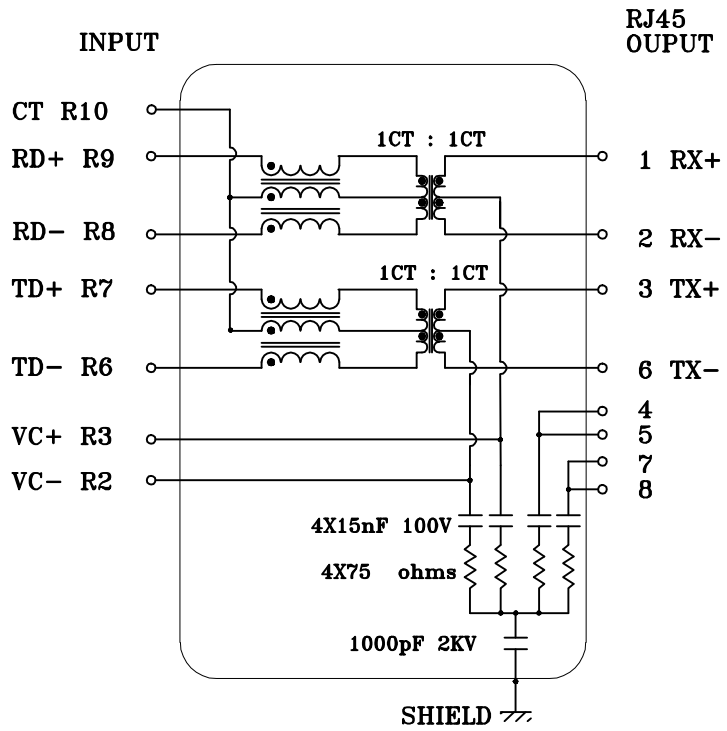 INPUT
RJ45
OUPUT
CT R10
RD+ R9
1CT : 1CT
1 RX+
RD- R8
2 RX-
TD+ R7
1CT : 1CT
3 TX+
TD- R6
6 TX-
4
VC+ R3
5
7
VC- R2
8
4X15nF 100V
4X75 ohms
1000pF 2KV
SHIELD